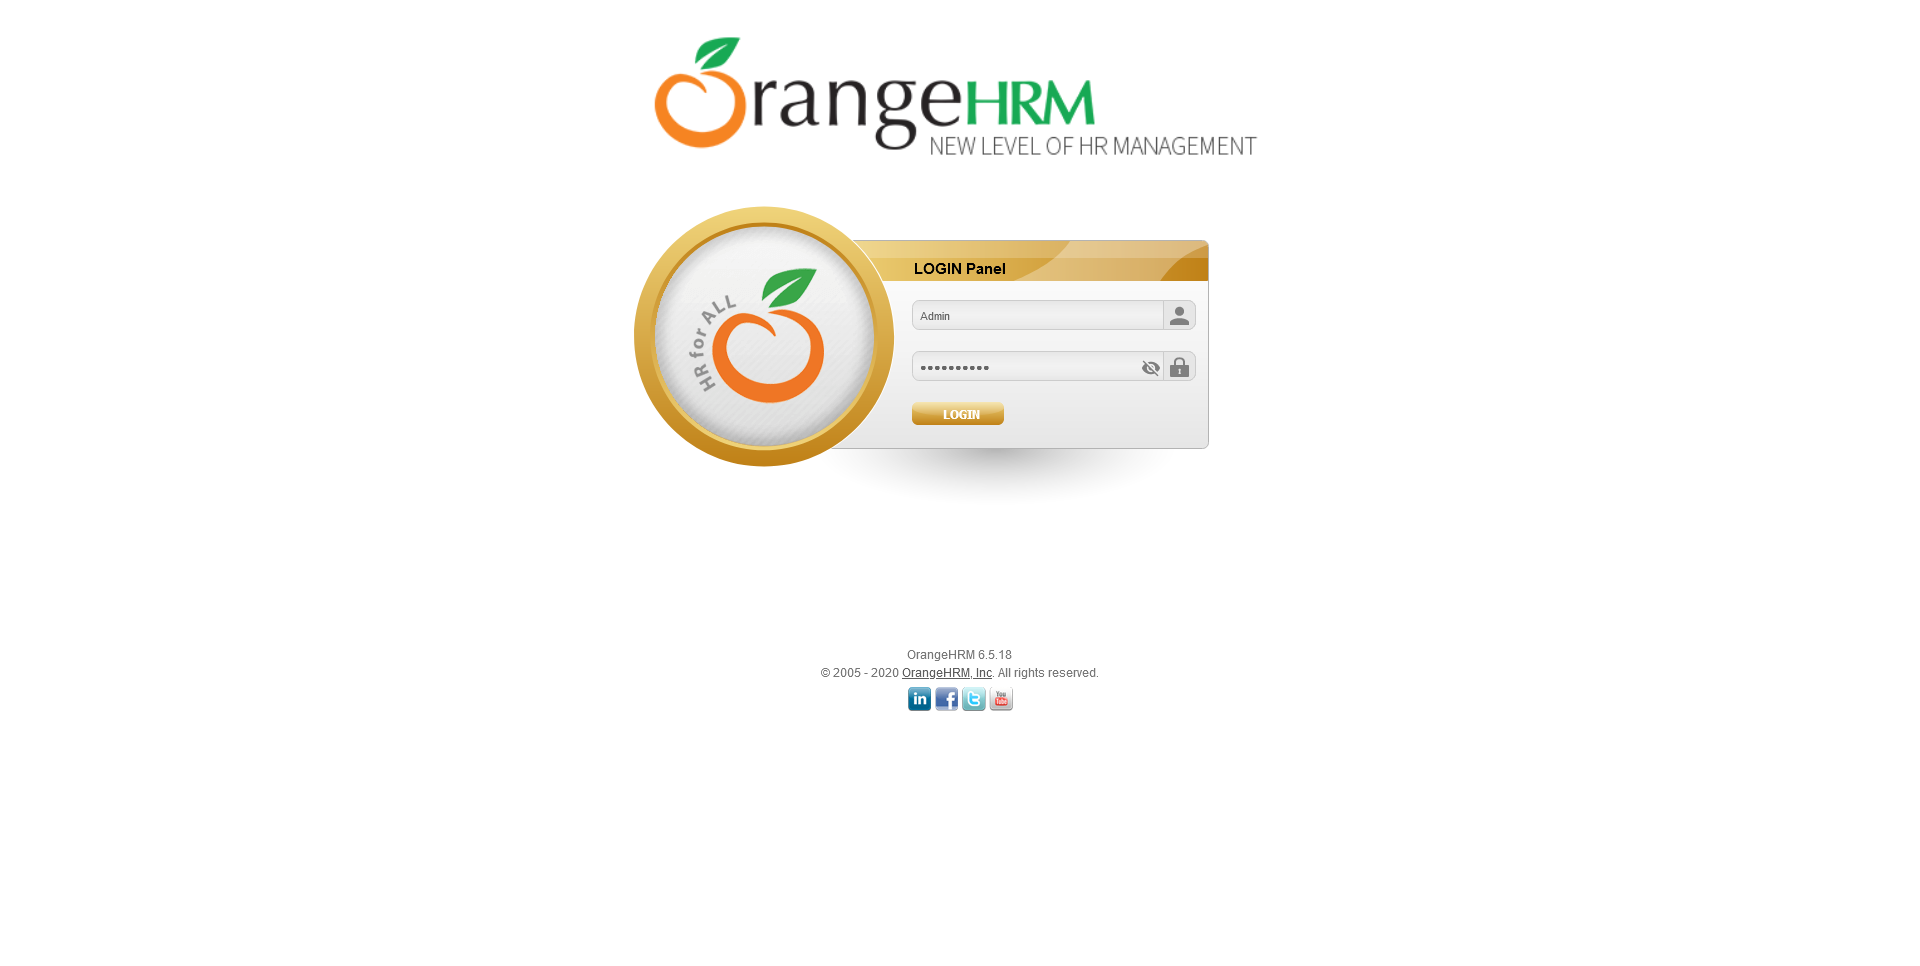 OrangeHRM
NEW LEVEL OF HR MANAGEMENT
HR for ALL
LOGIN Panel
Admin
••••••••••
LOGIN
OrangeHRM 6.5.18
© 2005 - 2020 OrangeHRM, Inc. All rights reserved.
in f t You Tube